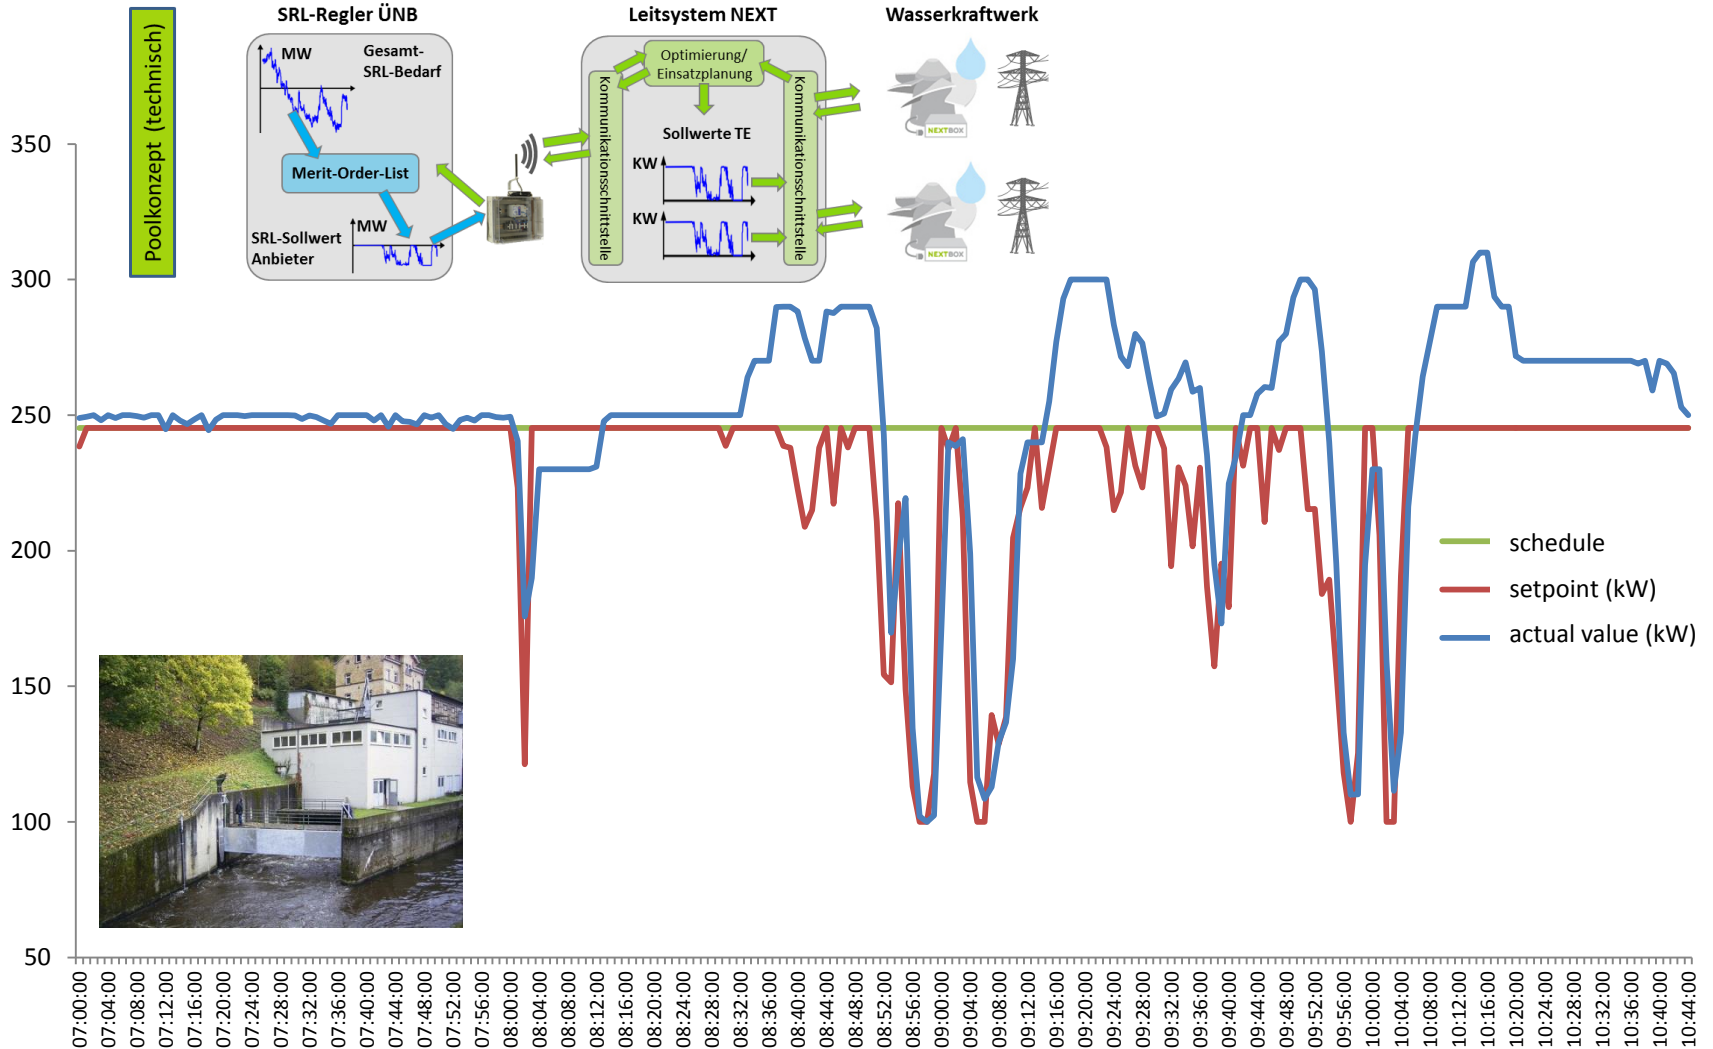 SRL-Regler ÜNB
Leitsystem NEXT
Wasserkraftwerk
Poolkonzept (technisch)
MW
Gesamt-
SRL-Bedarf
Merit-Order-List
MW
SRL-Sollwert
Anbieter
Kommunikationsschnittstelle
Optimierung/
Einsatzplanung
Sollwerte TE
KW
KW
Kommunikationsschnittstelle
NEXTBOX
NEXTBOX
350
300
250
200
150
100
50
schedule
setpoint (kW)
actual value (kW)
07:00:00
07:04:00
07:08:00
07:12:00
07:16:00
07:20:00
07:24:00
07:28:00
07:32:00
07:36:00
07:40:00
07:44:00
07:48:00
07:52:00
07:56:00
08:00:00
08:04:00
08:08:00
08:12:00
08:16:00
08:20:00
08:24:00
08:28:00
08:32:00
08:36:00
08:40:00
08:44:00
08:48:00
08:52:00
08:56:00
09:00:00
09:04:00
09:08:00
09:12:00
09:16:00
09:20:00
09:24:00
09:28:00
09:32:00
09:36:00
09:40:00
09:44:00
09:48:00
09:52:00
09:56:00
10:00:00
10:04:00
10:08:00
10:12:00
10:16:00
10:20:00
10:24:00
10:28:00
10:32:00
10:36:00
10:40:00
10:44:00